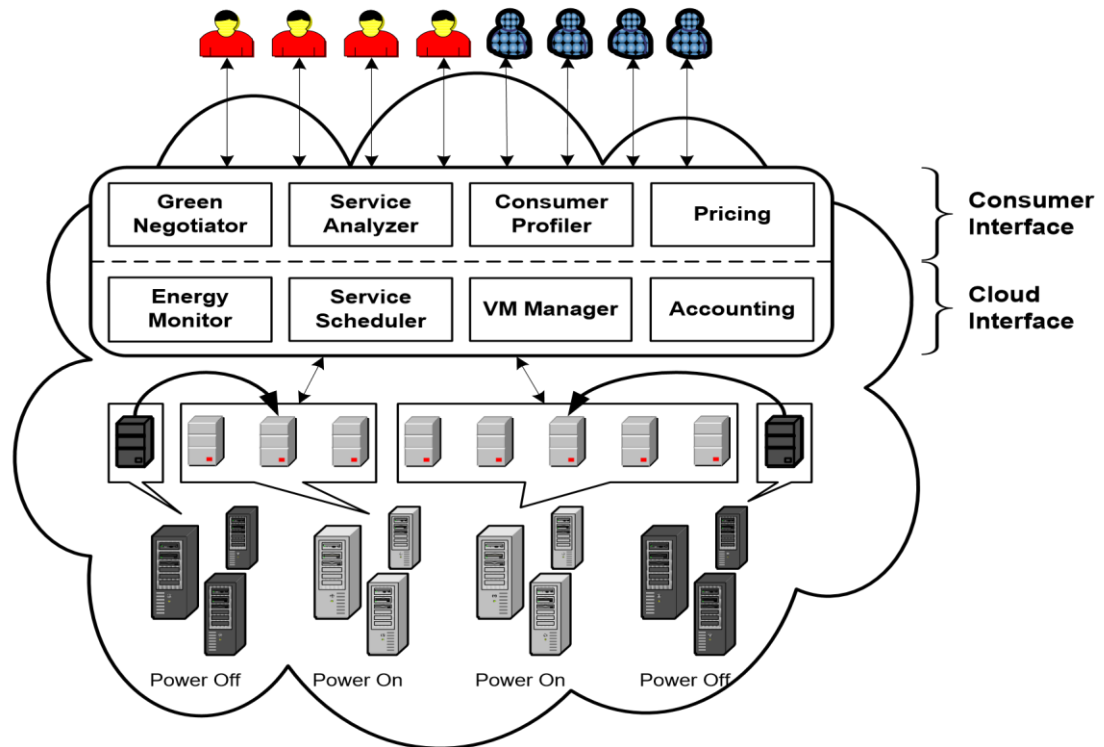 Green
Negotiator
Service
Analyzer
Consumer
Profiler
Pricing
Consumer
Interface
Energy
Monitor
Service
Scheduler
VM Manager
Accounting
Cloud
Interface
Power Off
Power On
Power On
Power Off